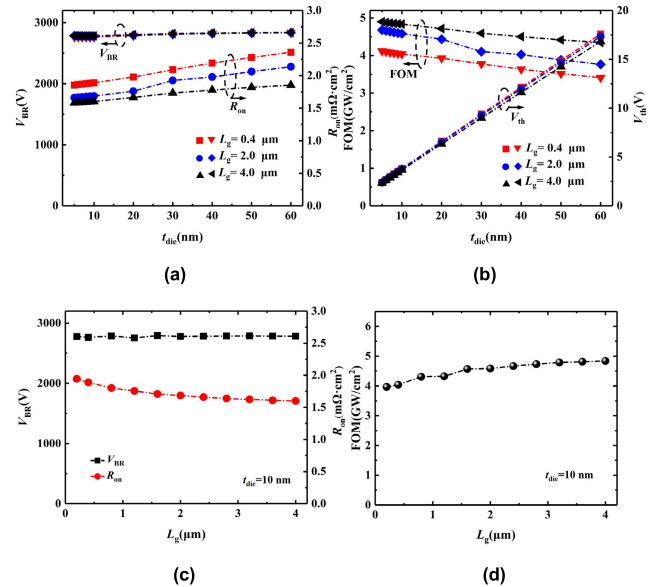 (a)
3000
2000
1000
0
V_BR(V)
3.0
2.5
2.0
1.5
1.0
0.5
0.0
R_on(mΩ·cm²)
V_BR
R_on
L_g= 0.4 μm
L_g= 2.0 μm
L_g= 4.0 μm
10 20 30 40 50 60
t_die(nm)
(a)
5
4
3
2
1
0
FOM(GW/cm²)
20
15
10
5
0
V_th(V)
FOM
V_th
L_g= 0.4 μm
L_g= 2.0 μm
L_g= 4.0 μm
10 20 30 40 50 60
t_die(nm)
(b)
3000
2000
1000
0
V_BR(V)
3.0
2.5
2.0
1.5
1.0
0.5
0.0
R_on(mΩ·cm²)
V_BR
R_on
t_die=10 nm
0 1 2 3 4
L_g(μm)
(c)
6
5
4
3
2
1
0
FOM(GW/cm²)
t_die=10 nm
0 1 2 3 4
L_g(μm)
(d)